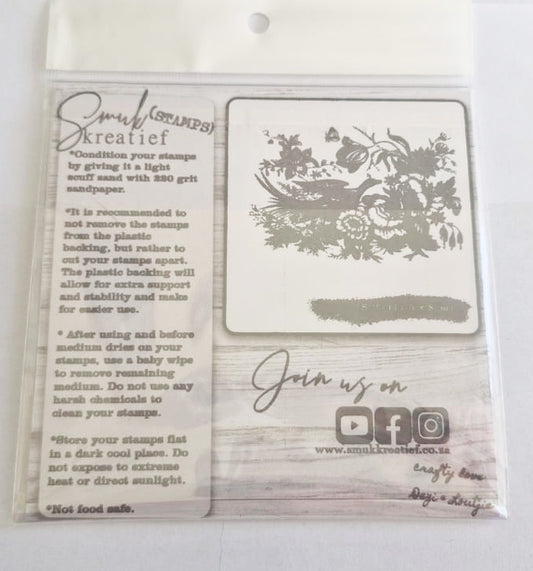 Smuk (STAMPS)
kreatief
*Condition your stamps
by giving it a light
scuff sand with 220 grit
sandpaper.
*It is recommended to
not remove the stamps
from the plastic
backing, but rather to
cut your stamps apart.
The plastic backing will
allow for extra support
and stability and make
for easier use.
* After using and before
medium dries on your
stamps, use a baby wipe
to remove remaining
medium. Do not use any
harsh chemicals to
clean your stamps.
*Store your stamps flat
in a dark cool place. Do
not expose to extreme
heat or direct sunlight.
*Not food safe.
Join us on
www.smukkreatief.co.za
crafty love